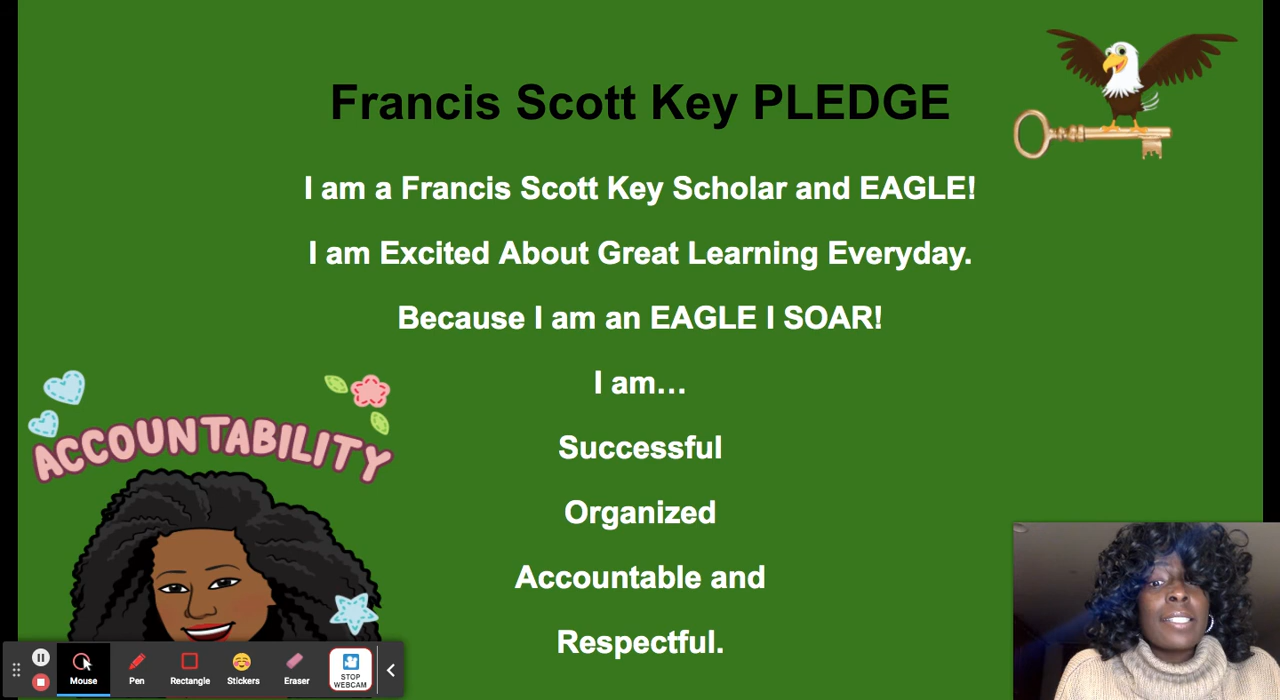 Francis Scott Key PLEDGE
I am a Francis Scott Key Scholar and EAGLE!
I am Excited About Great Learning Everyday.
Because I am an EAGLE I SOAR!
I am...
Successful
Organized
Accountable and
Respectful.
ACCOUNTABILITY
Mouse
Pen
Rectangle
Stickers
Eraser
STOP
WEBCAM